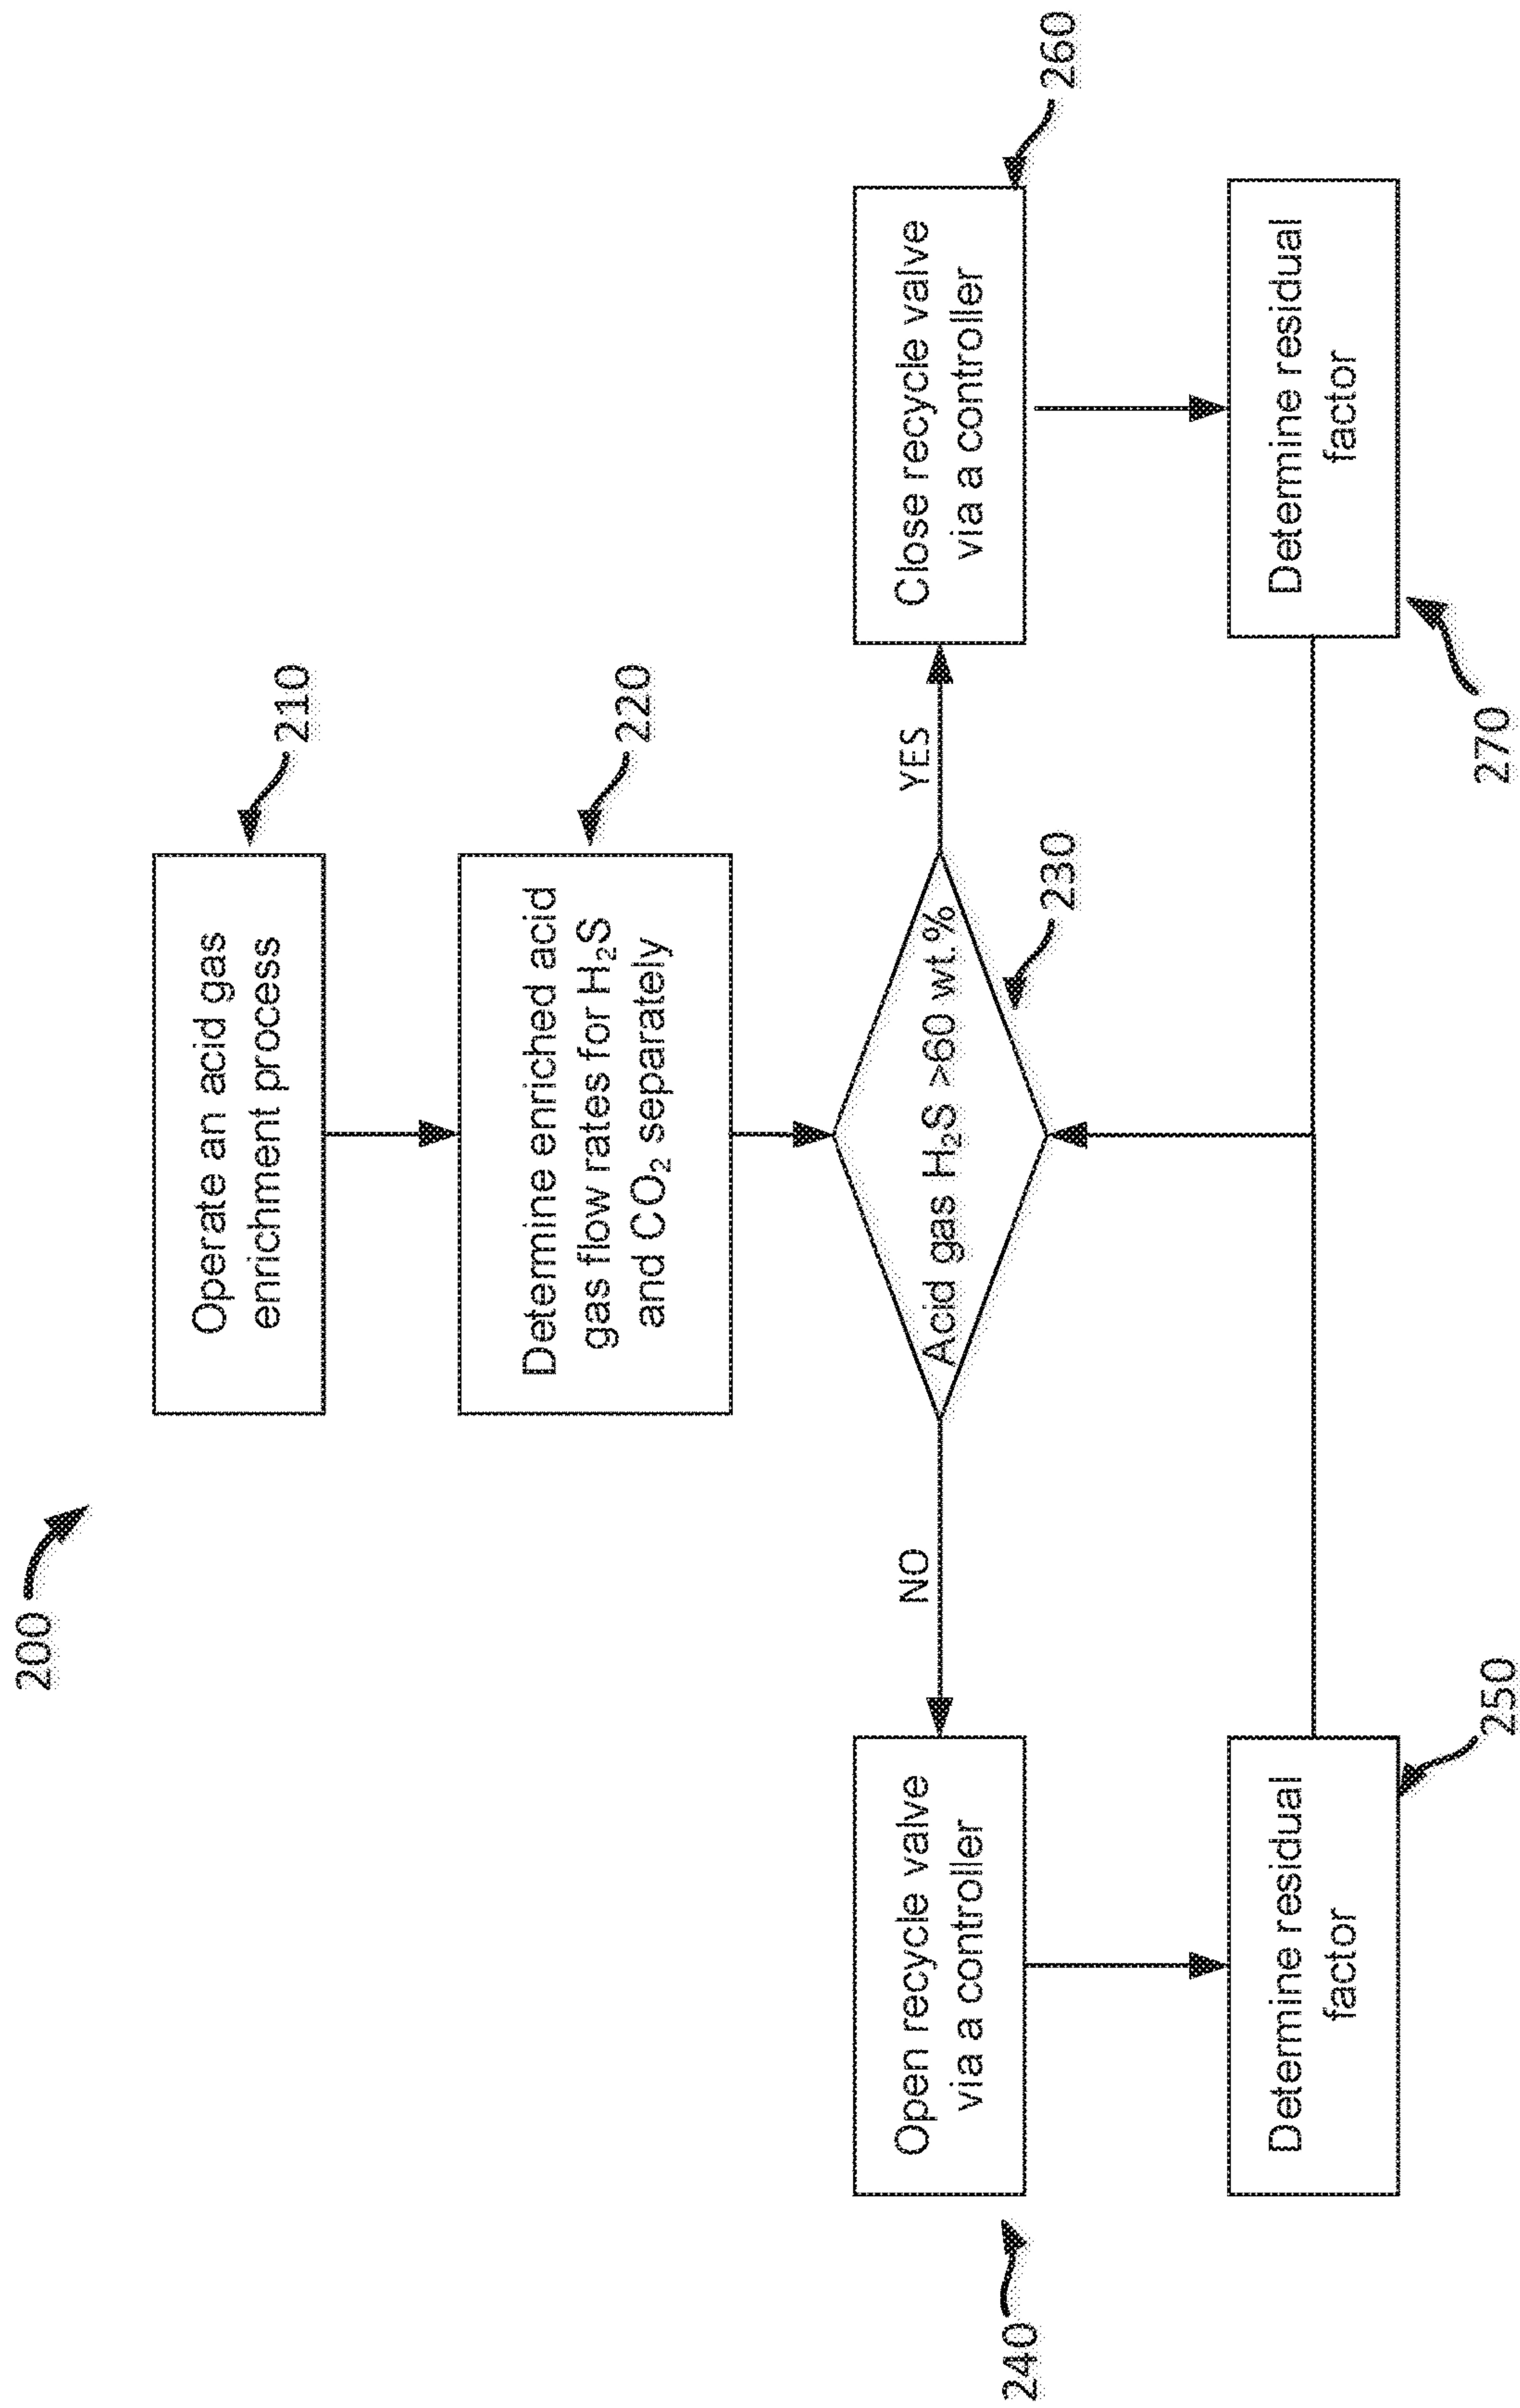 200
Operate an acid gas
enrichment process
210
Determine enriched acid
gas flow rates for H₂S
and CO₂ separately
220
NO
Acid gas H₂S >60 wt.%
YES
230
240
Open recycle valve
via a controller
Close recycle valve
via a controller
260
Determine residual
factor
250
Determine residual
factor
270